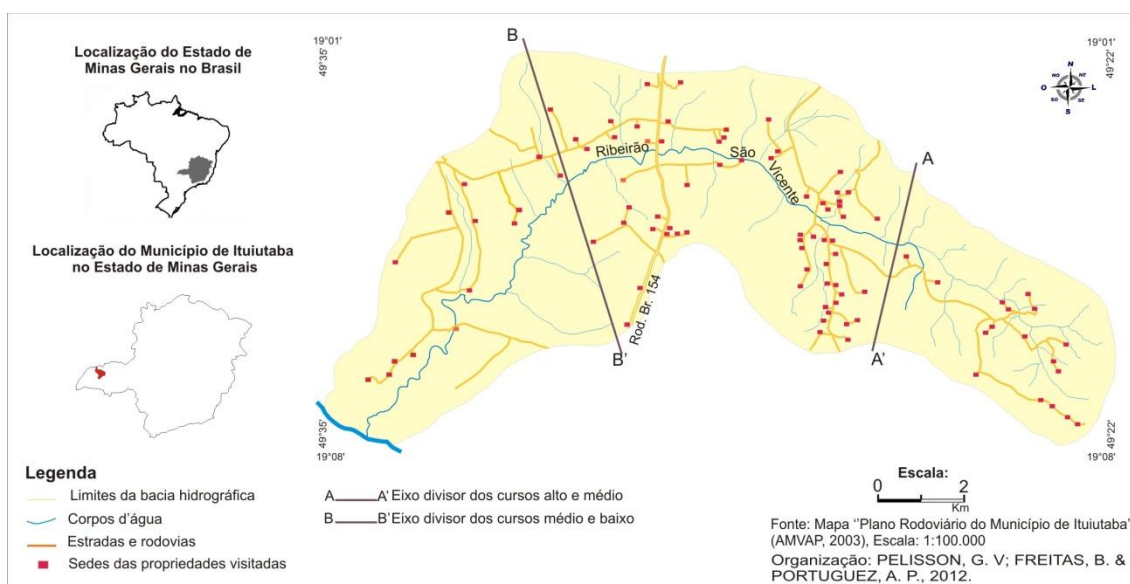 Localização do Estado de
Minas Gerais no Brasil
Localização do Município de Ituiutaba
no Estado de Minas Gerais
19°01'
49°35'
B
19°01'
49°22'
N
NO
NE
O
L
SO
SE
S
A
Ribeirão
São
Vicente
Rod. Br. 154
B'
A'
49°35'
19°08'
49°22'
19°08'
Legenda
Limites da bacia hidrográfica
Corpos d'água
Estradas e rodovias
Sedes das propriedades visitadas
A A' Eixo divisor dos cursos alto e médio
B B' Eixo divisor dos cursos médio e baixo
Escala:
0 2
Km
Fonte: Mapa "Plano Rodoviário do Município de Ituiutaba'
(AMVAP, 2003), Escala: 1:100.000
Organização: PELISSON, G. V; FREITAS, B. &
PORTUGUEZ, A. P., 2012.